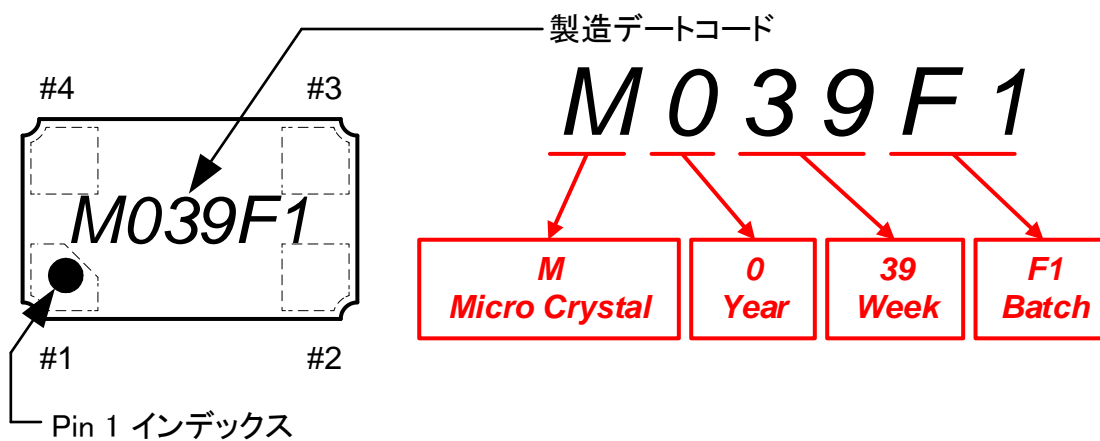 製造デートコード
#4
#3
M039F1
#1
#2
Pin 1 インデックス
M039F1
M
Micro Crystal
0
Year
39
Week
F1
Batch